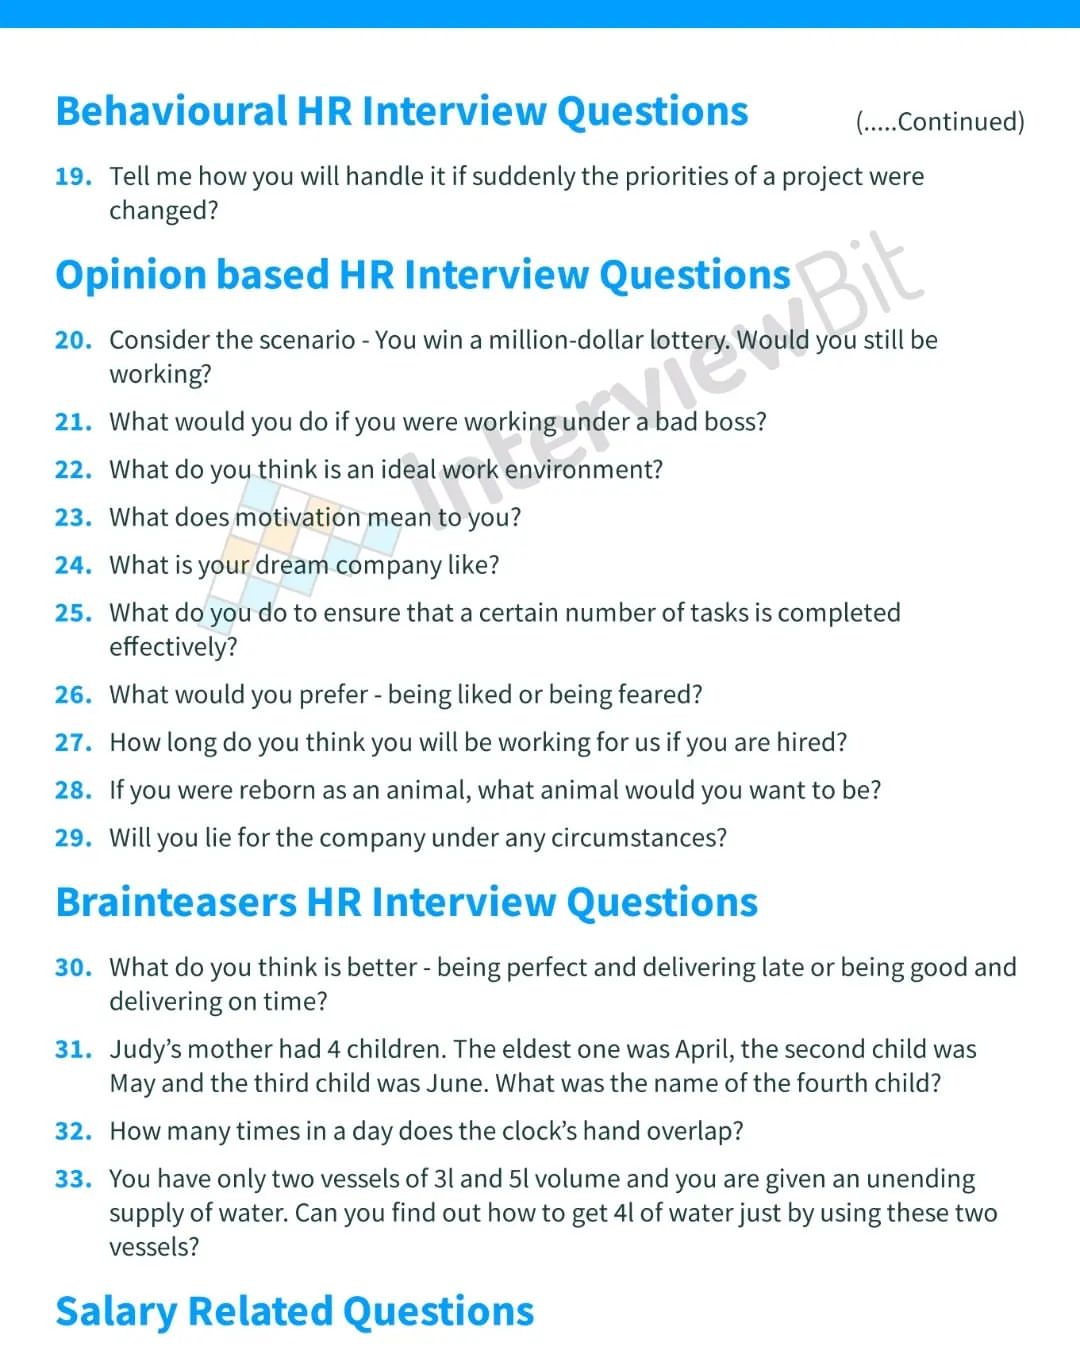 Behavioural HR Interview Questions
(.....Continued)
19. Tell me how you will handle it if suddenly the priorities of a project were
changed?
Opinion based HR Interview Questions
20. Consider the scenario - You win a million-dollar lottery. Would you still be
working?
21. What would you do if you were working under a bad boss?
22. What do you think is an ideal work environment?
23. What does motivation mean to you?
24. What is your dream company like?
25. What do you do to ensure that a certain number of tasks is completed
effectively?
26. What would you prefer - being liked or being feared?
27. How long do you think you will be working for us if you are hired?
28. If you were reborn as an animal, what animal would you want to be?
29. Will you lie for the company under any circumstances?
InterviewBit
Brainteasers HR Interview Questions
30. What do you think is better - being perfect and delivering late or being good and
delivering on time?
31. Judy’s mother had 4 children. The eldest one was April, the second child was
May and the third child was June. What was the name of the fourth child?
32. How many times in a day does the clock’s hand overlap?
33. You have only two vessels of 3l and 5l volume and you are given an unending
supply of water. Can you find out how to get 4l of water just by using these two
vessels?
Salary Related Questions